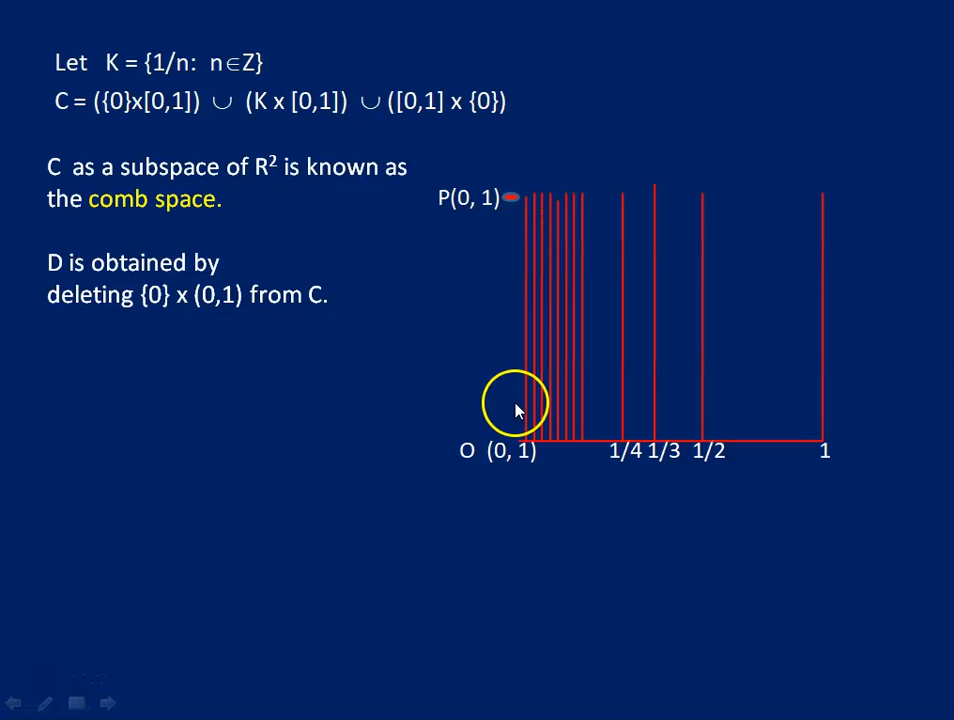 Let K = {1/n: n∈Z}
C = ({0}x[0,1]) ∪ (K x [0,1]) ∪ ([0,1] x {0})
C as a subspace of R² is known as
the comb space.
P(0, 1)
D is obtained by
deleting {0} x (0,1) from C.
O (0, 1) 1/4 1/3 1/2 1